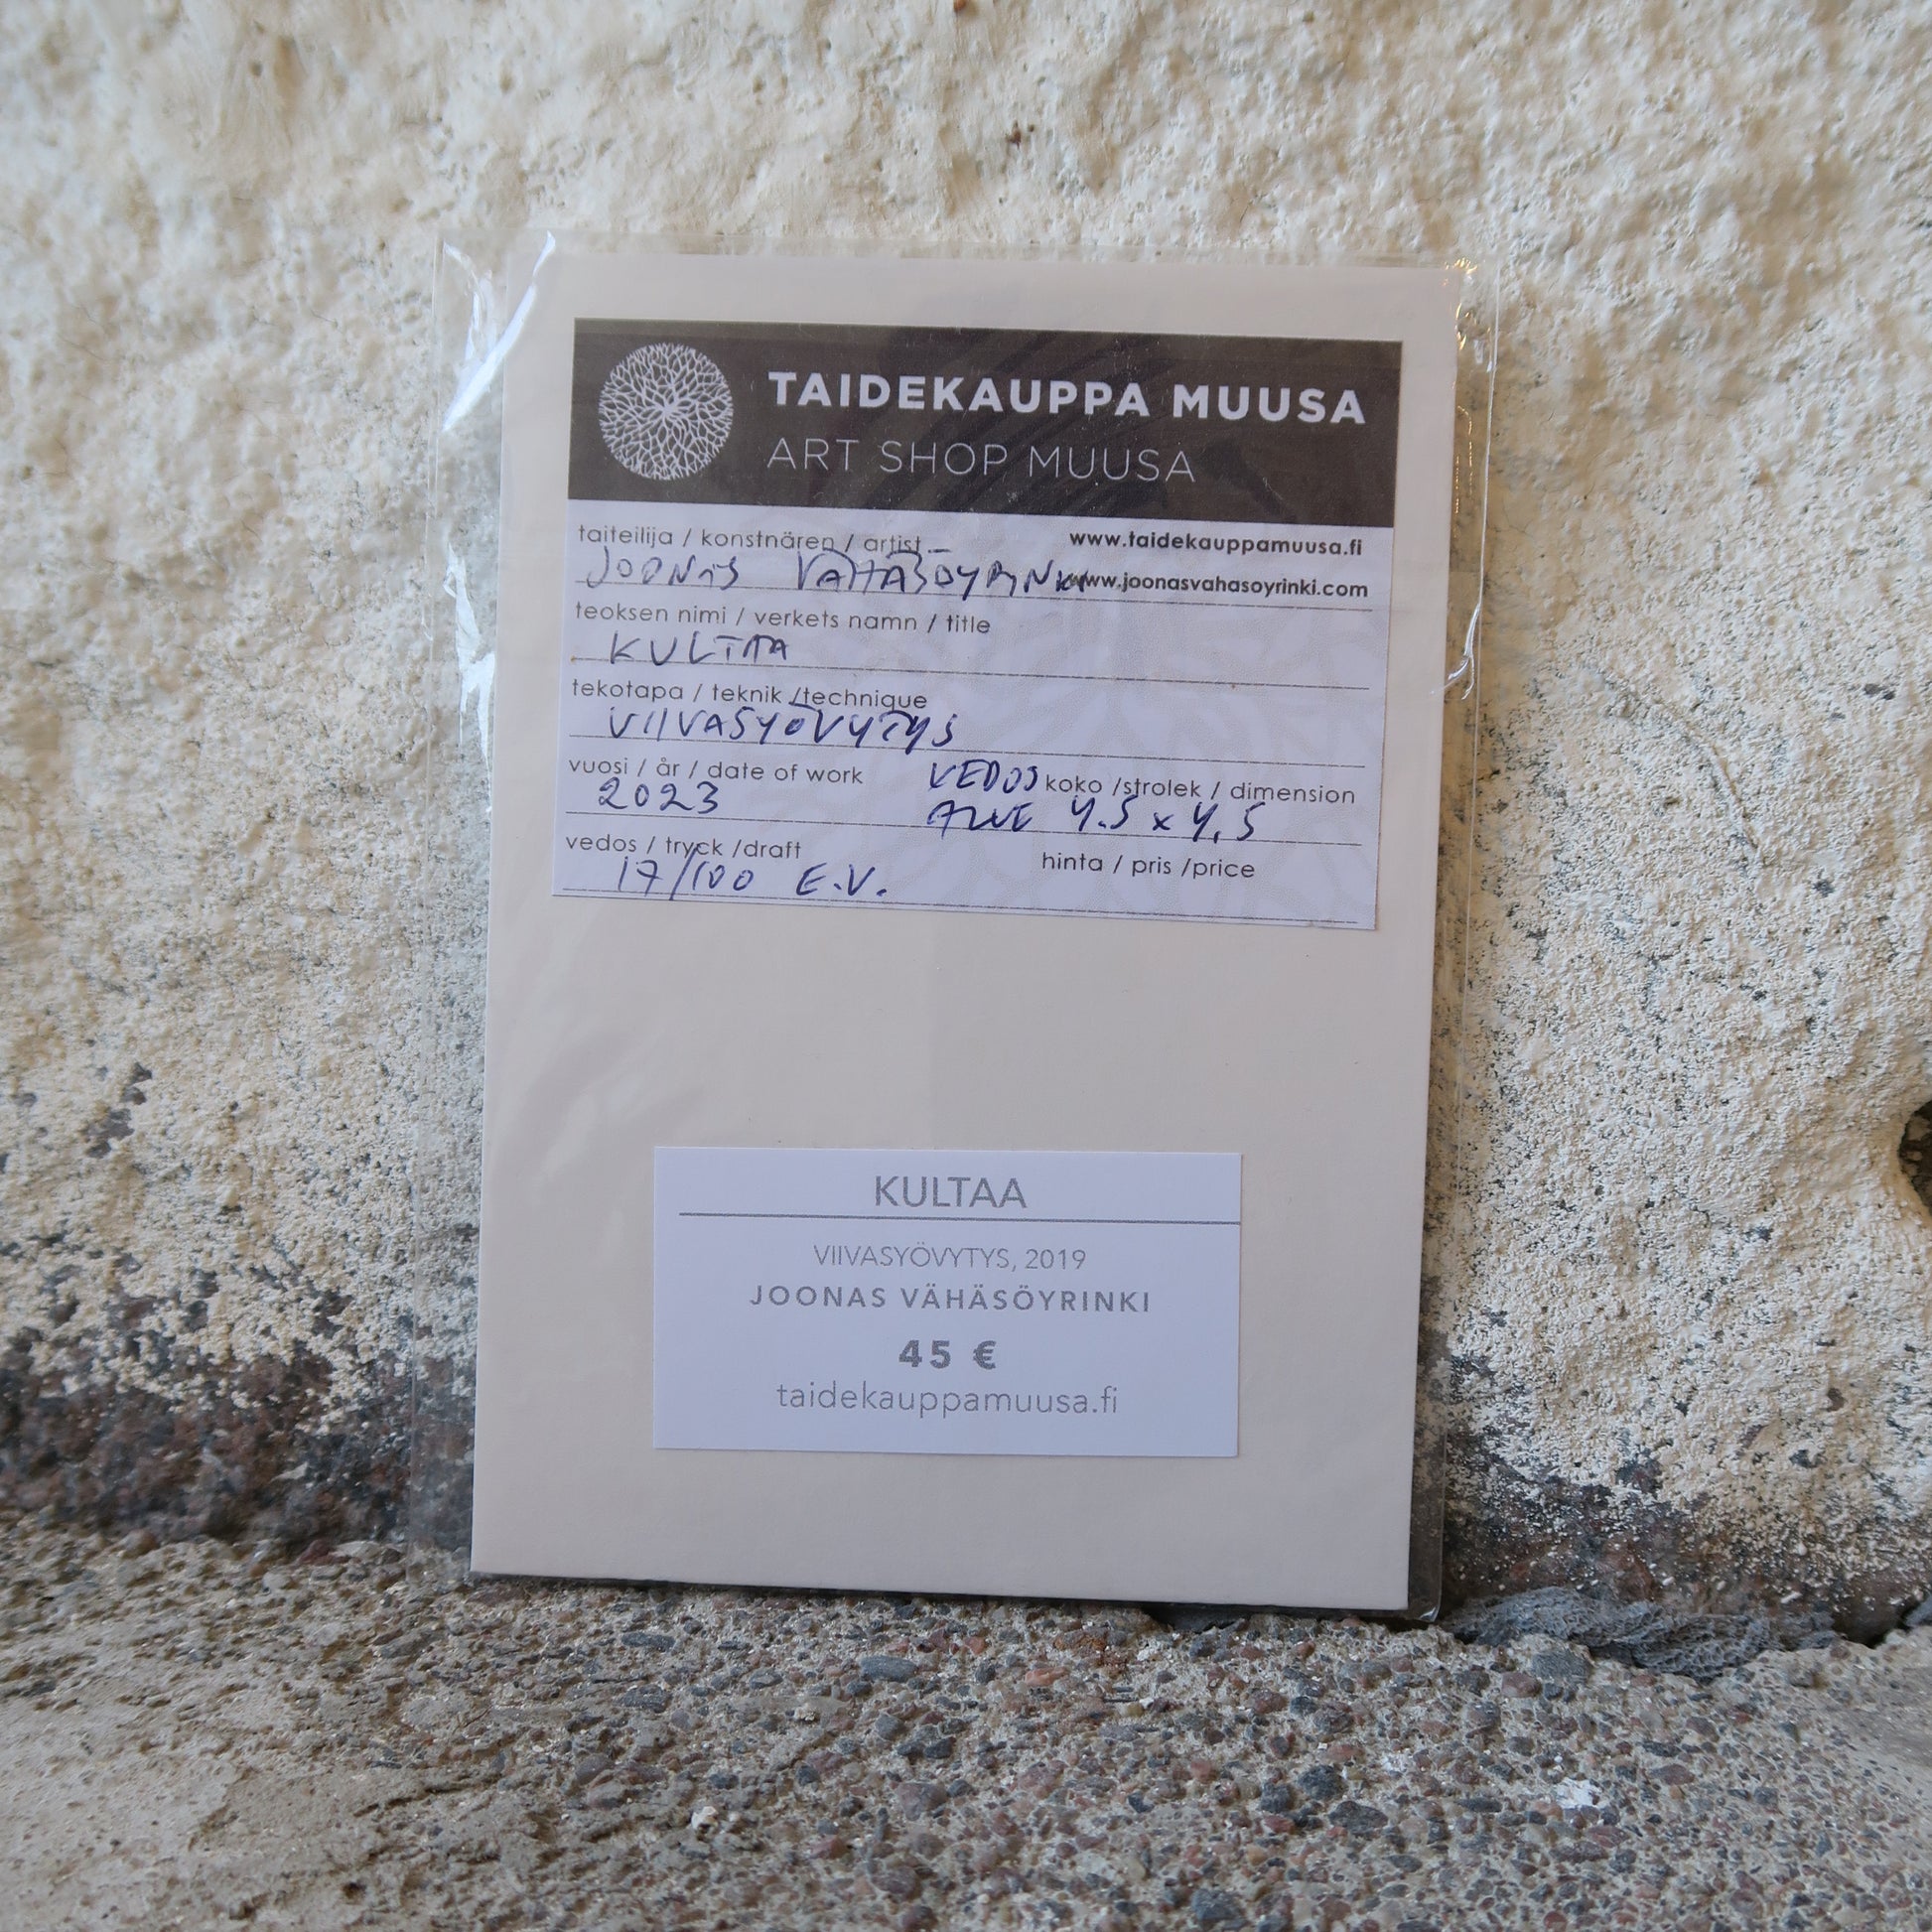 TAIDEKAUPPA MUUSA
ART SHOP MUUSA
taiteilija / konstnären / artist www.taidekauppamuusa.fi
JOONAS VÄHÄSÖYRINKI www.joonasvahasoyrinki.com
teoksen nimi / verkets namn / title
KULTAA
tekotapa / teknik /technique
VIIVASYÖVYTYS
vuosi / år / date of work VEDOS koko /strolek / dimension
2023 ALUE 4.5 x 4.5
vedos / tryck /draft hinta / pris /price
17/100 E.V.
KULTAA
VIIVASYÖVYTYS, 2019
JOONAS VÄHÄSÖYRINKI
45 €
taidekauppamuusa.fi